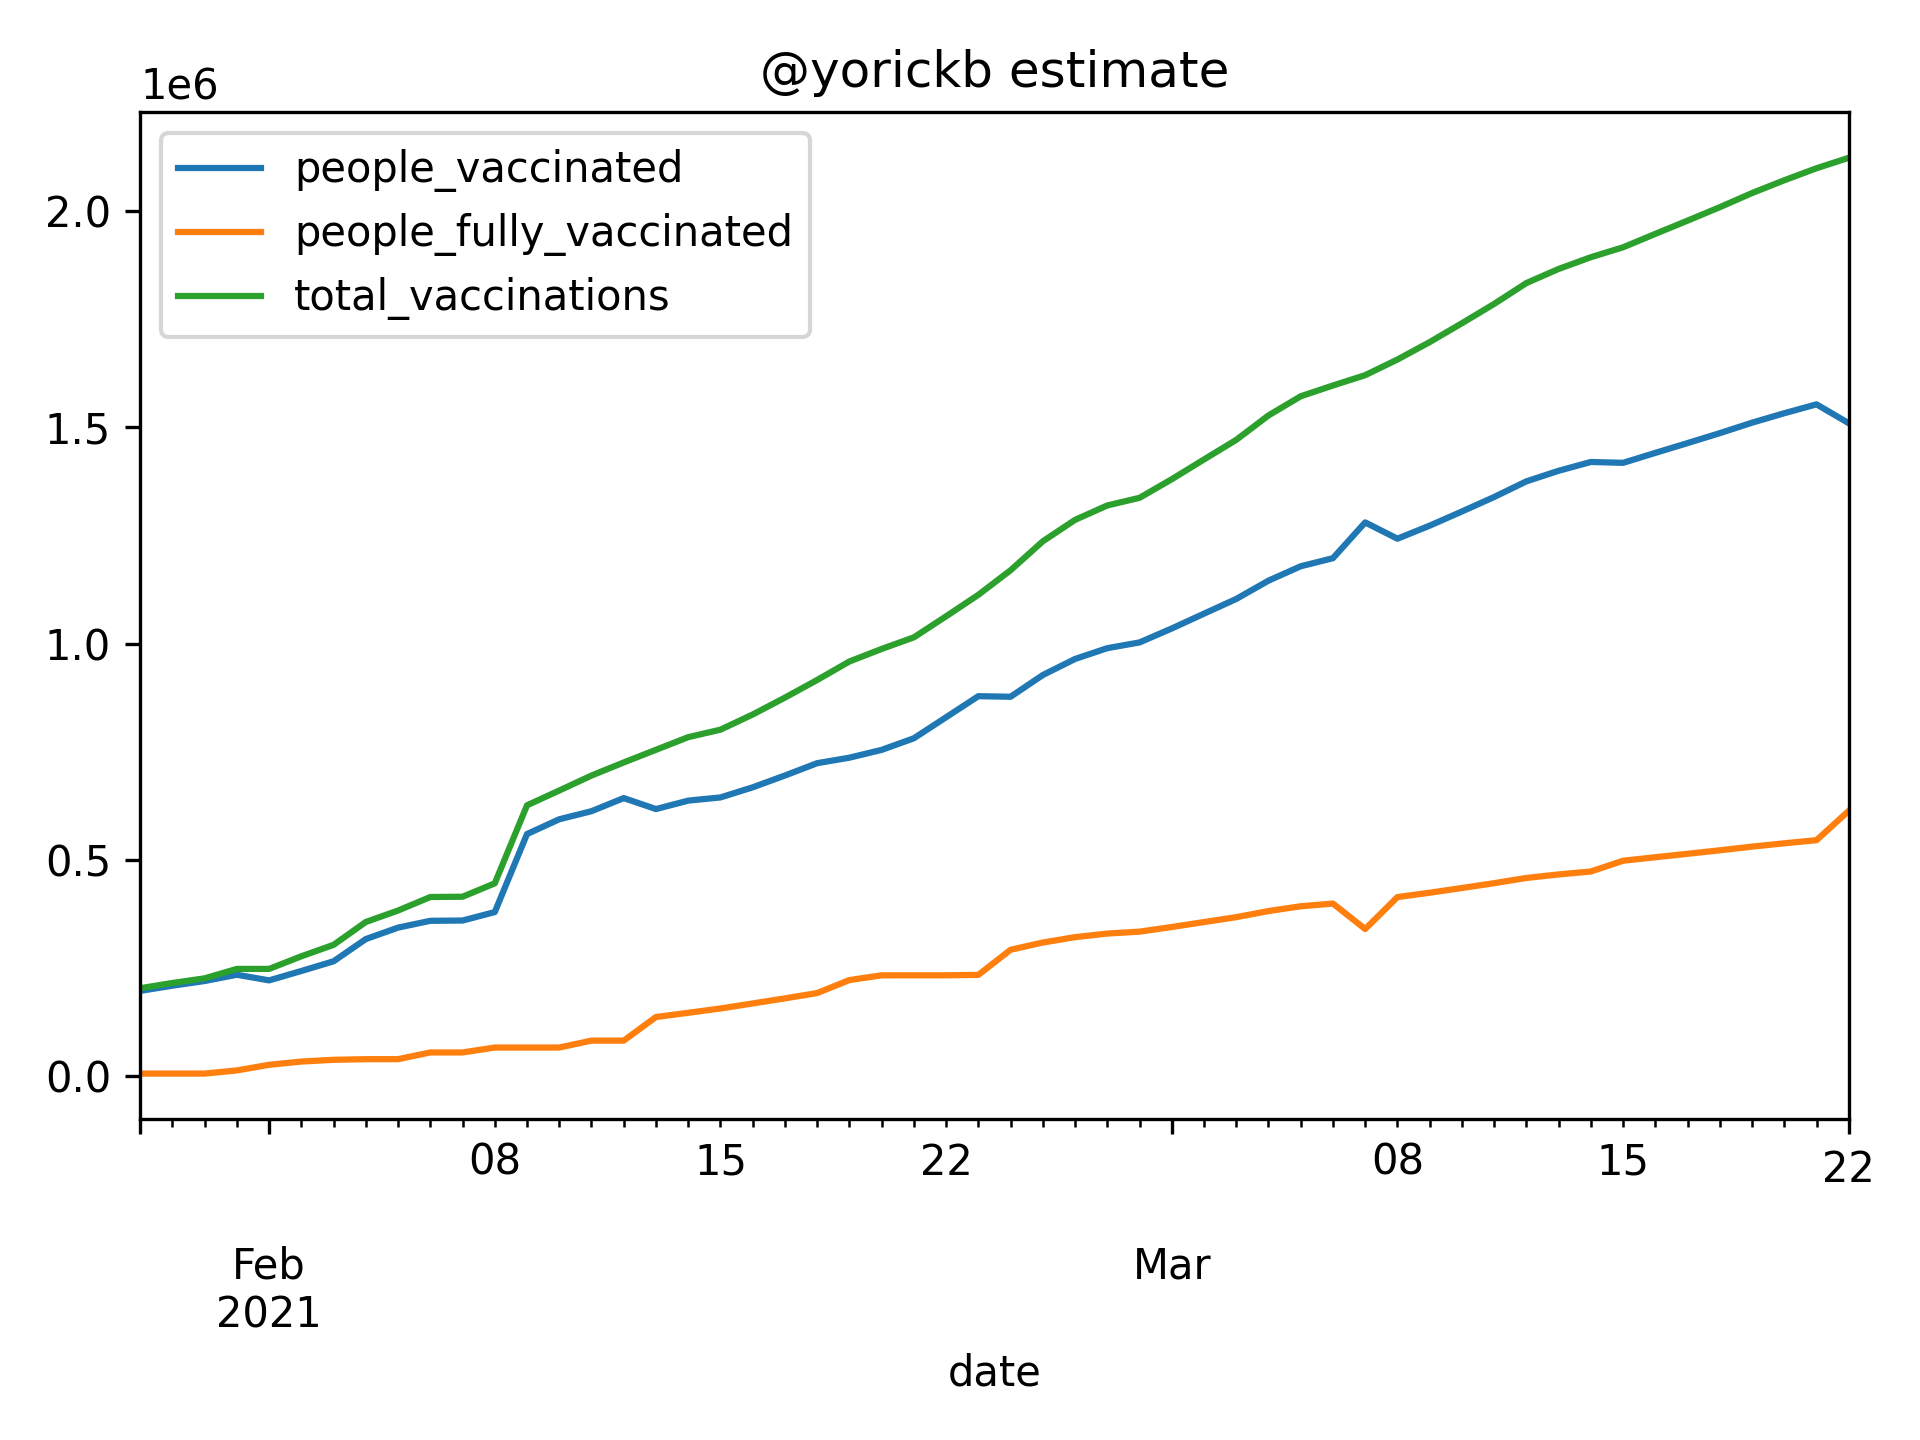 @yorickb estimate
1e6
people_vaccinated
people_fully_vaccinated
total_vaccinations
2.0
1.5
1.0
0.5
0.0
08 15 22 08 15 22
Feb Mar
2021
date